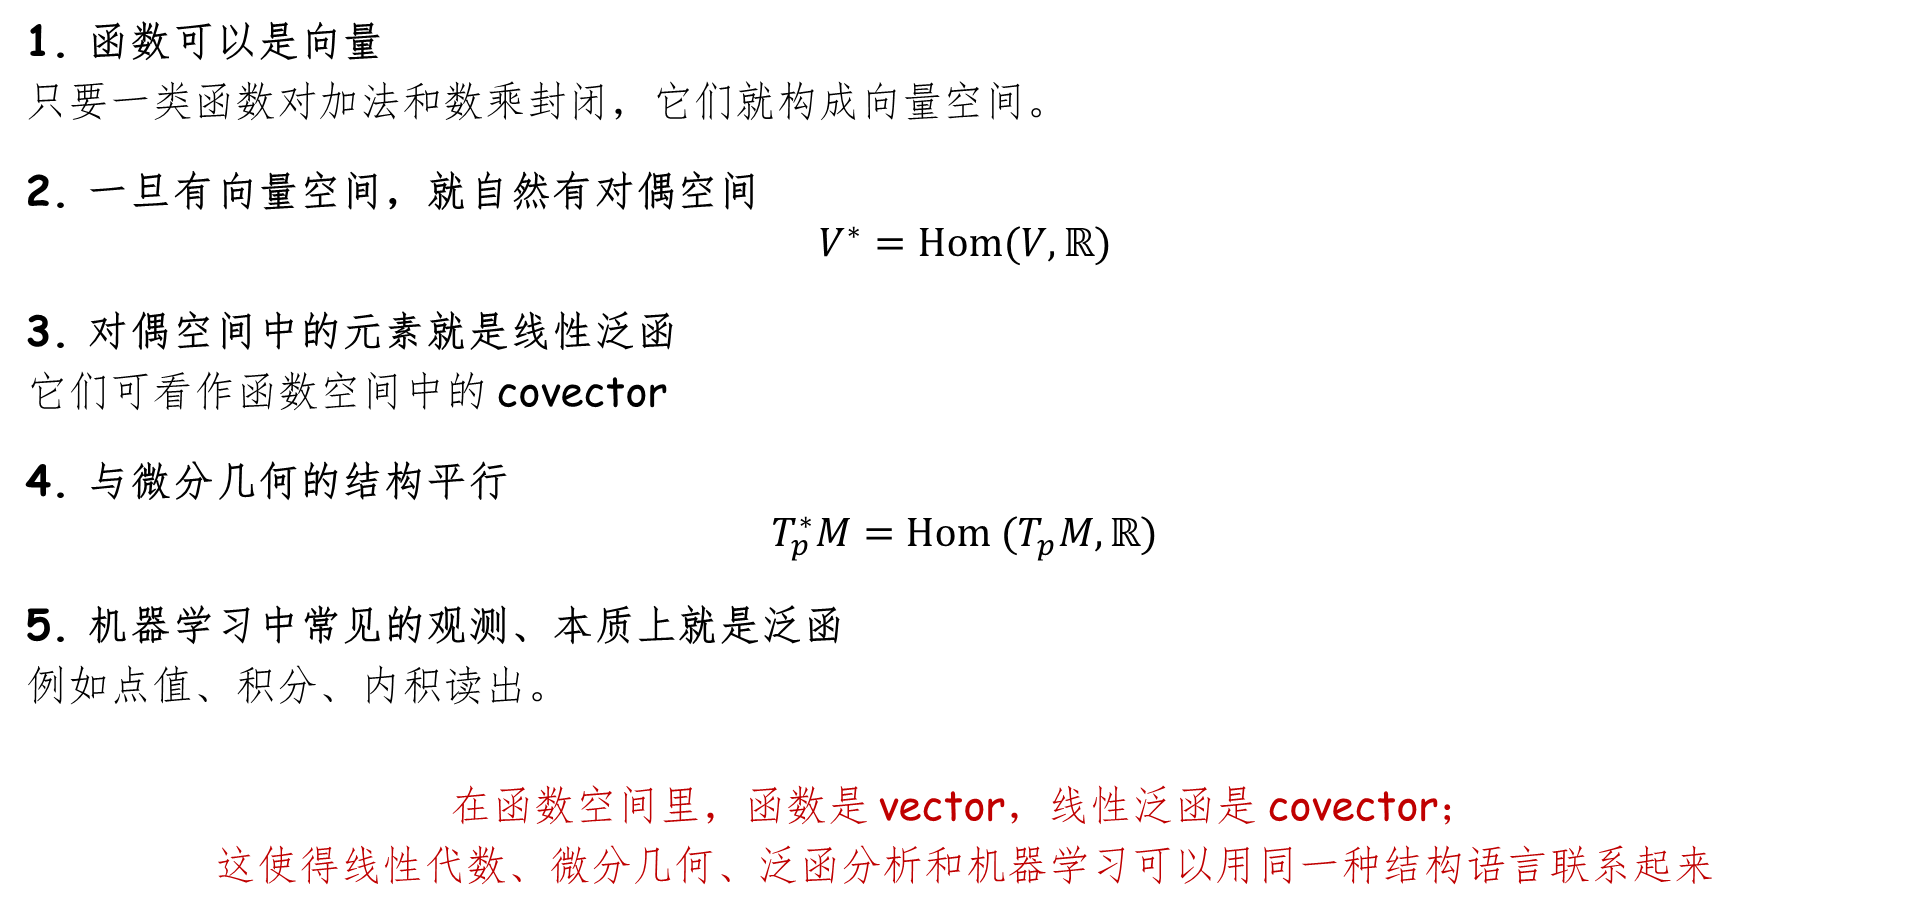 1. 函数可以是向量
只要一类函数对加法和数乘封闭，它们就构成向量空间。
2. 一旦有向量空间，就自然有对偶空间
V* = Hom(V, ℝ)
3. 对偶空间中的元素就是线性泛函
它们可看作函数空间中的 covector
4. 与微分几何的结构平行
T_p^*M = Hom (T_pM, ℝ)
5. 机器学习中常见的观测、本质上就是泛函
例如点值、积分、内积读出。
在函数空间里，函数是 vector，线性泛函是 covector；
这使得线性代数、微分几何、泛函分析和机器学习可以用同一种结构语言联系起来